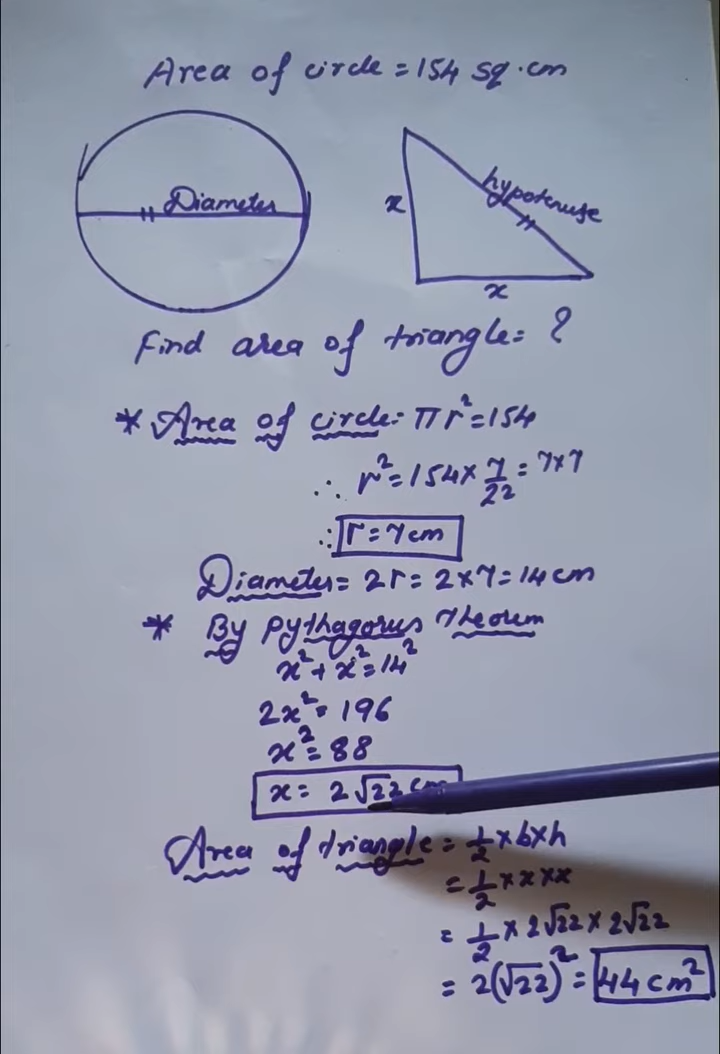 Area of circle = 154 sq.cm
Diameter
x
hypotenuse
x
Find area of triangle = ?
* Area of circle = πr² = 154
∴ r² = 154 × 7/22 = 7×7
∴ r = 7cm
Diameter = 2r = 2×7 = 14cm
* By pythagorus Theorem
x² + x² = 14²
2x² = 196
x² = 88
x = 2√22 cm
Area of triangle = 1/2 × b × h
= 1/2 × x × x
= 1/2 × 2√22 × 2√22
= 2(√22)² = 44cm²